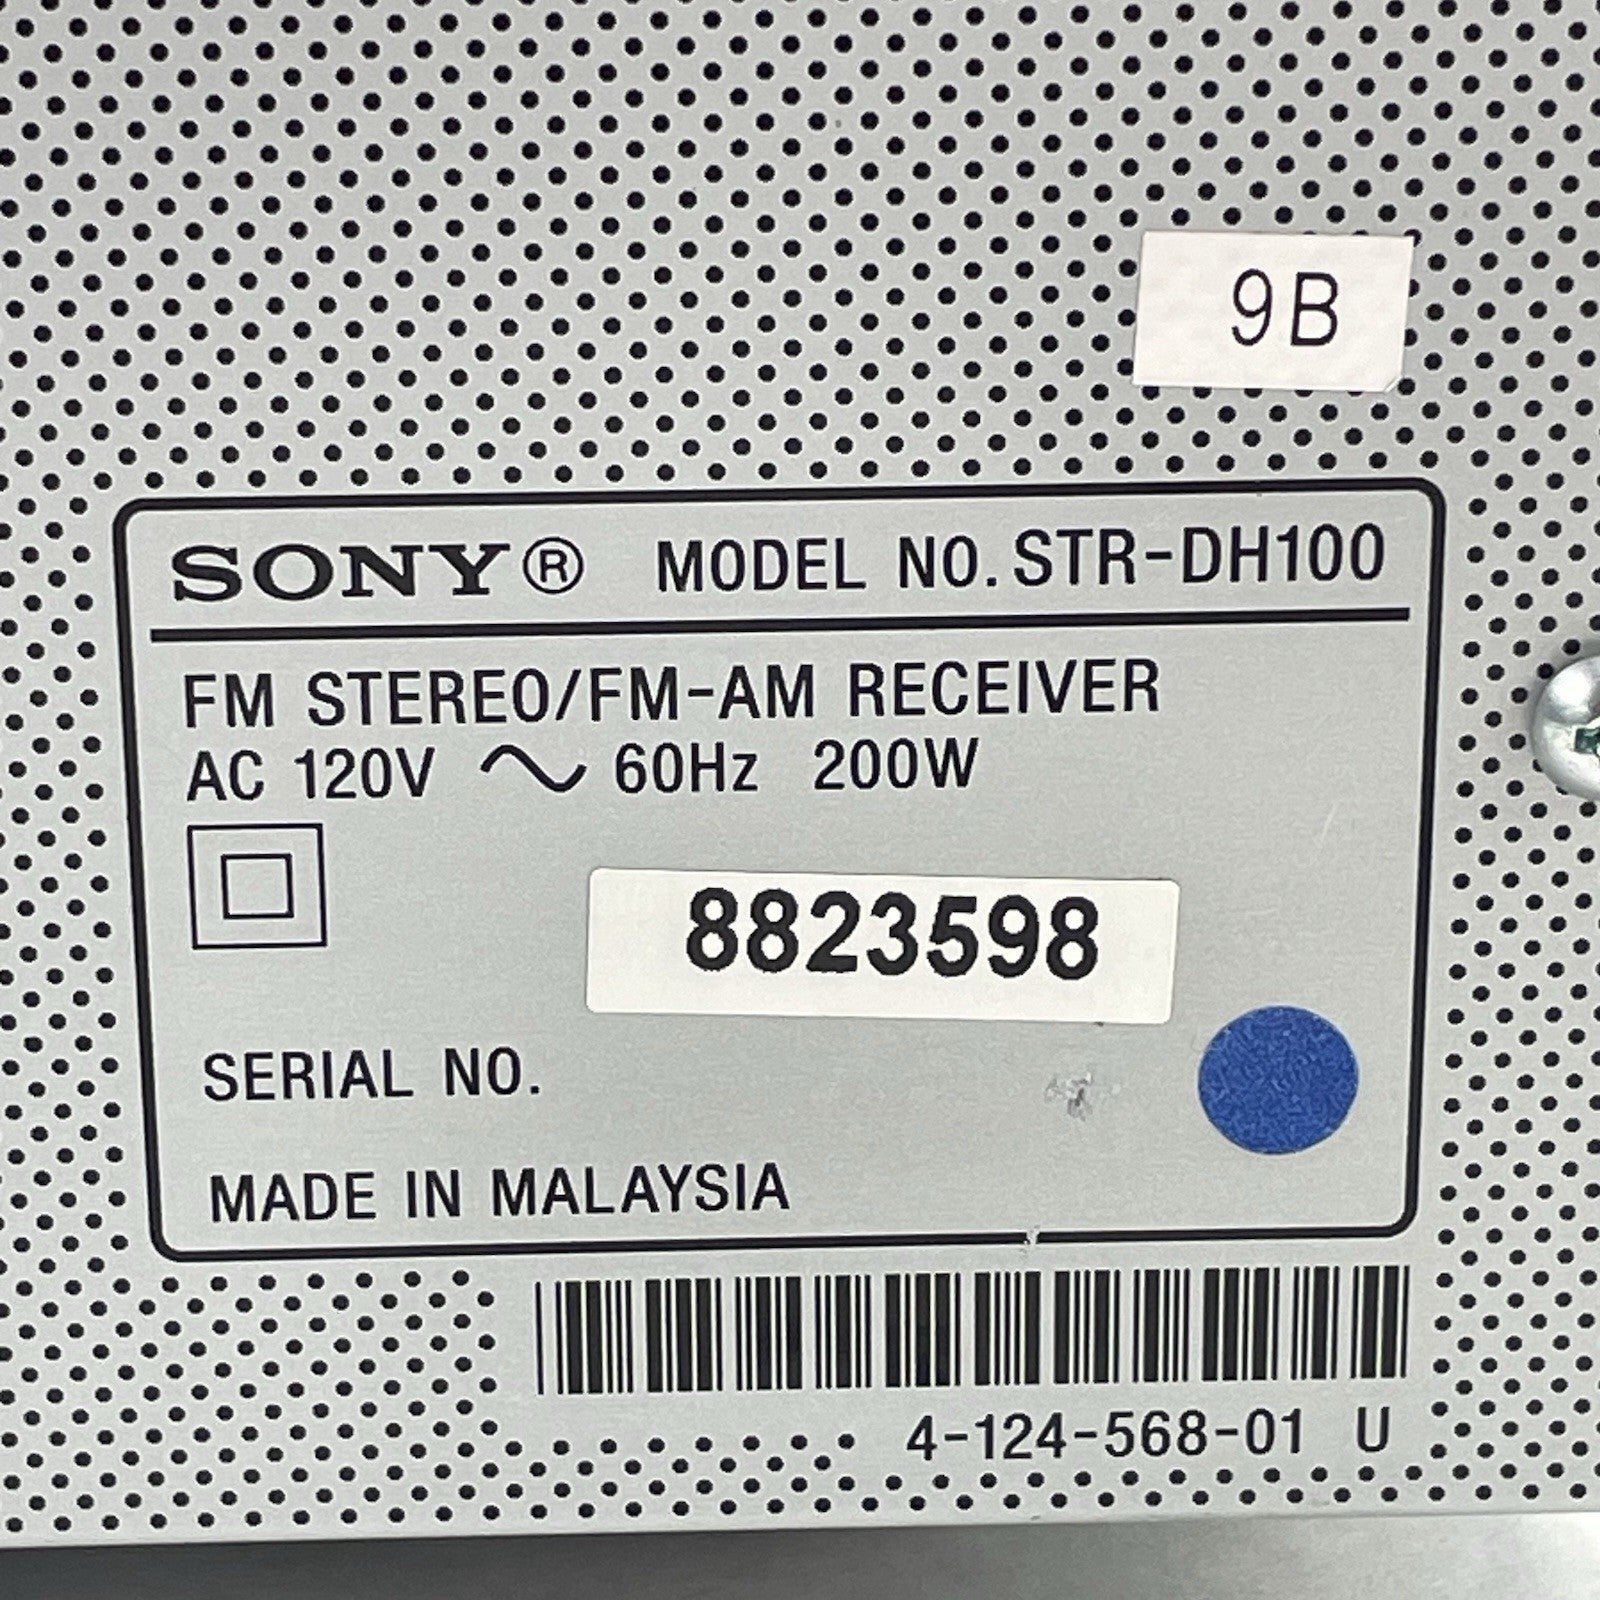 9B
SONY® MODEL NO. STR-DH100
FM STEREO/FM-AM RECEIVER
AC 120V ~ 60Hz 200W
8823598
SERIAL NO.
MADE IN MALAYSIA
4-124-568-01 U